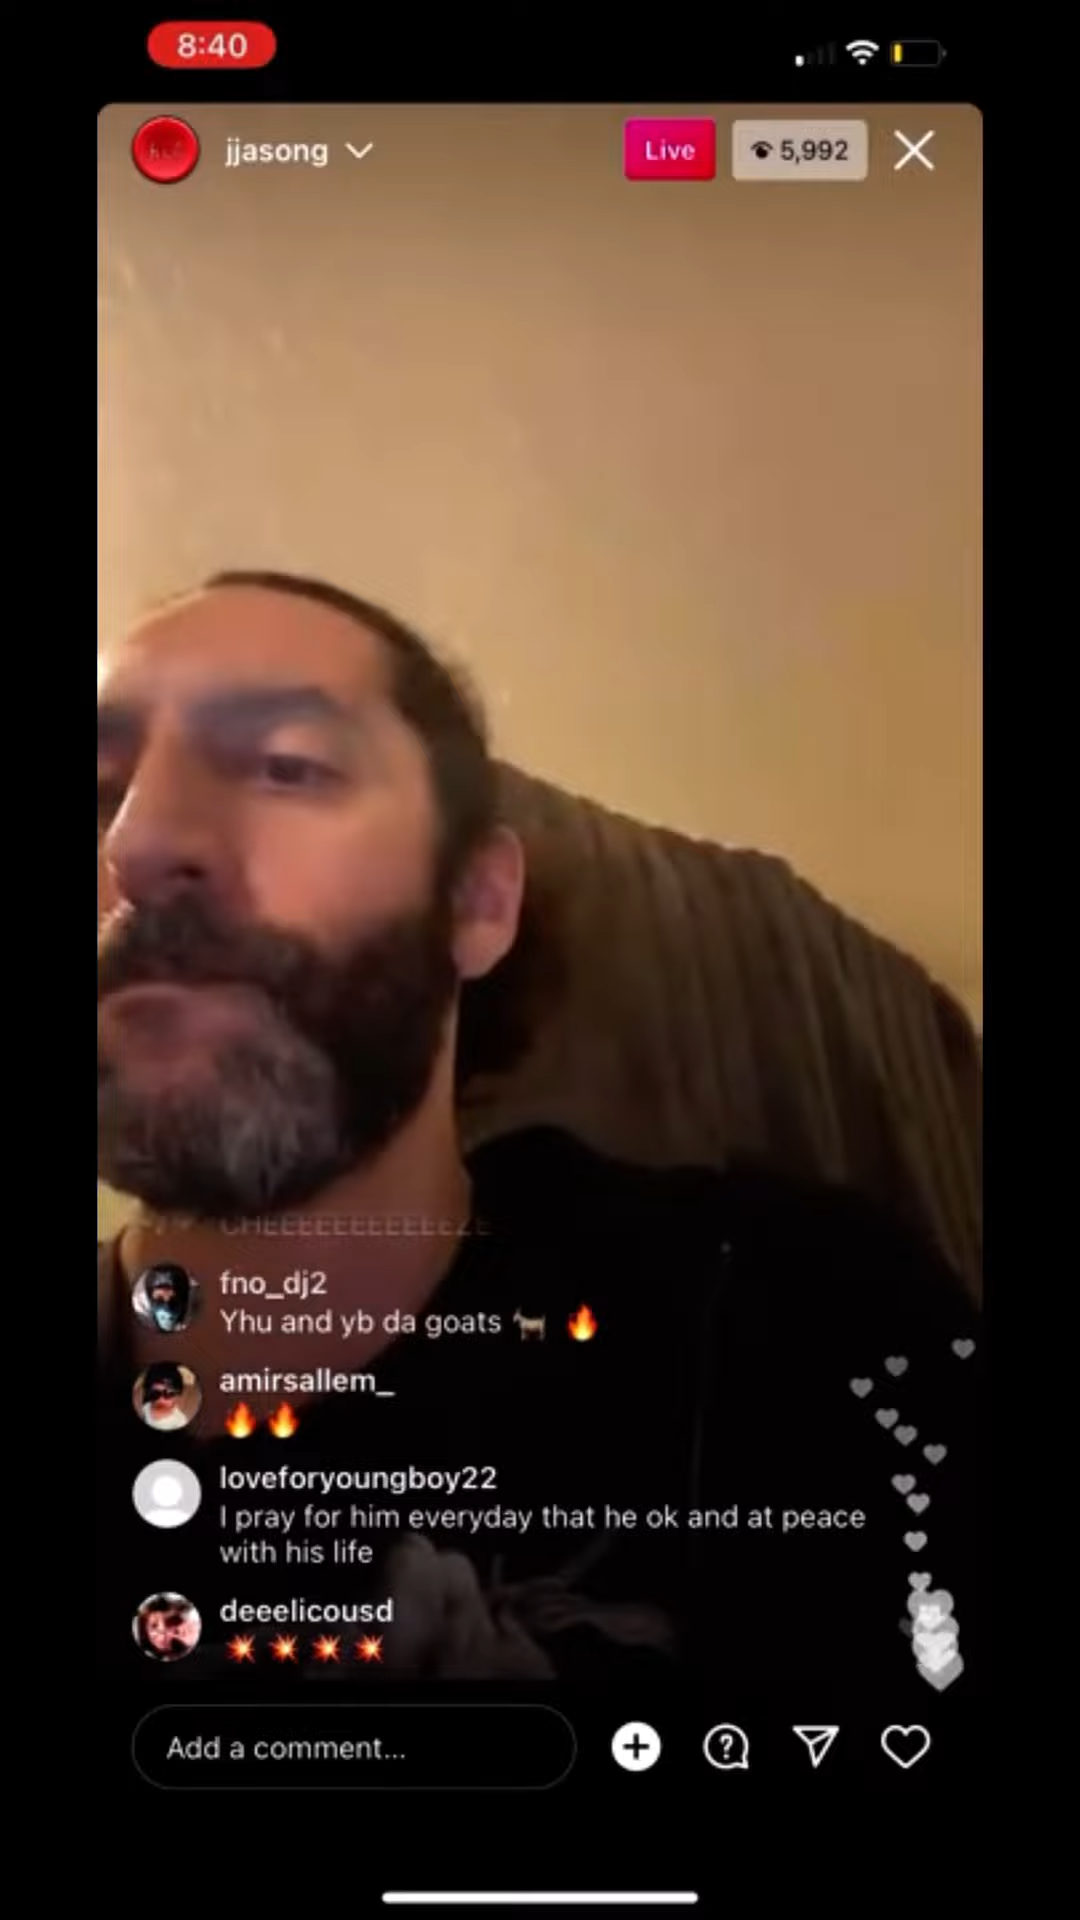 8:40
jjasong
Live
5,992
CHEEEEEEEEEEEZE
fno_dj2
Yhu and yb da goats 🐐 🔥
amirsallem_
🔥 🔥
loveforyoungboy22
I pray for him everyday that he ok and at peace
with his life
deeelicousd
💥 💥 💥 💥
Add a comment...